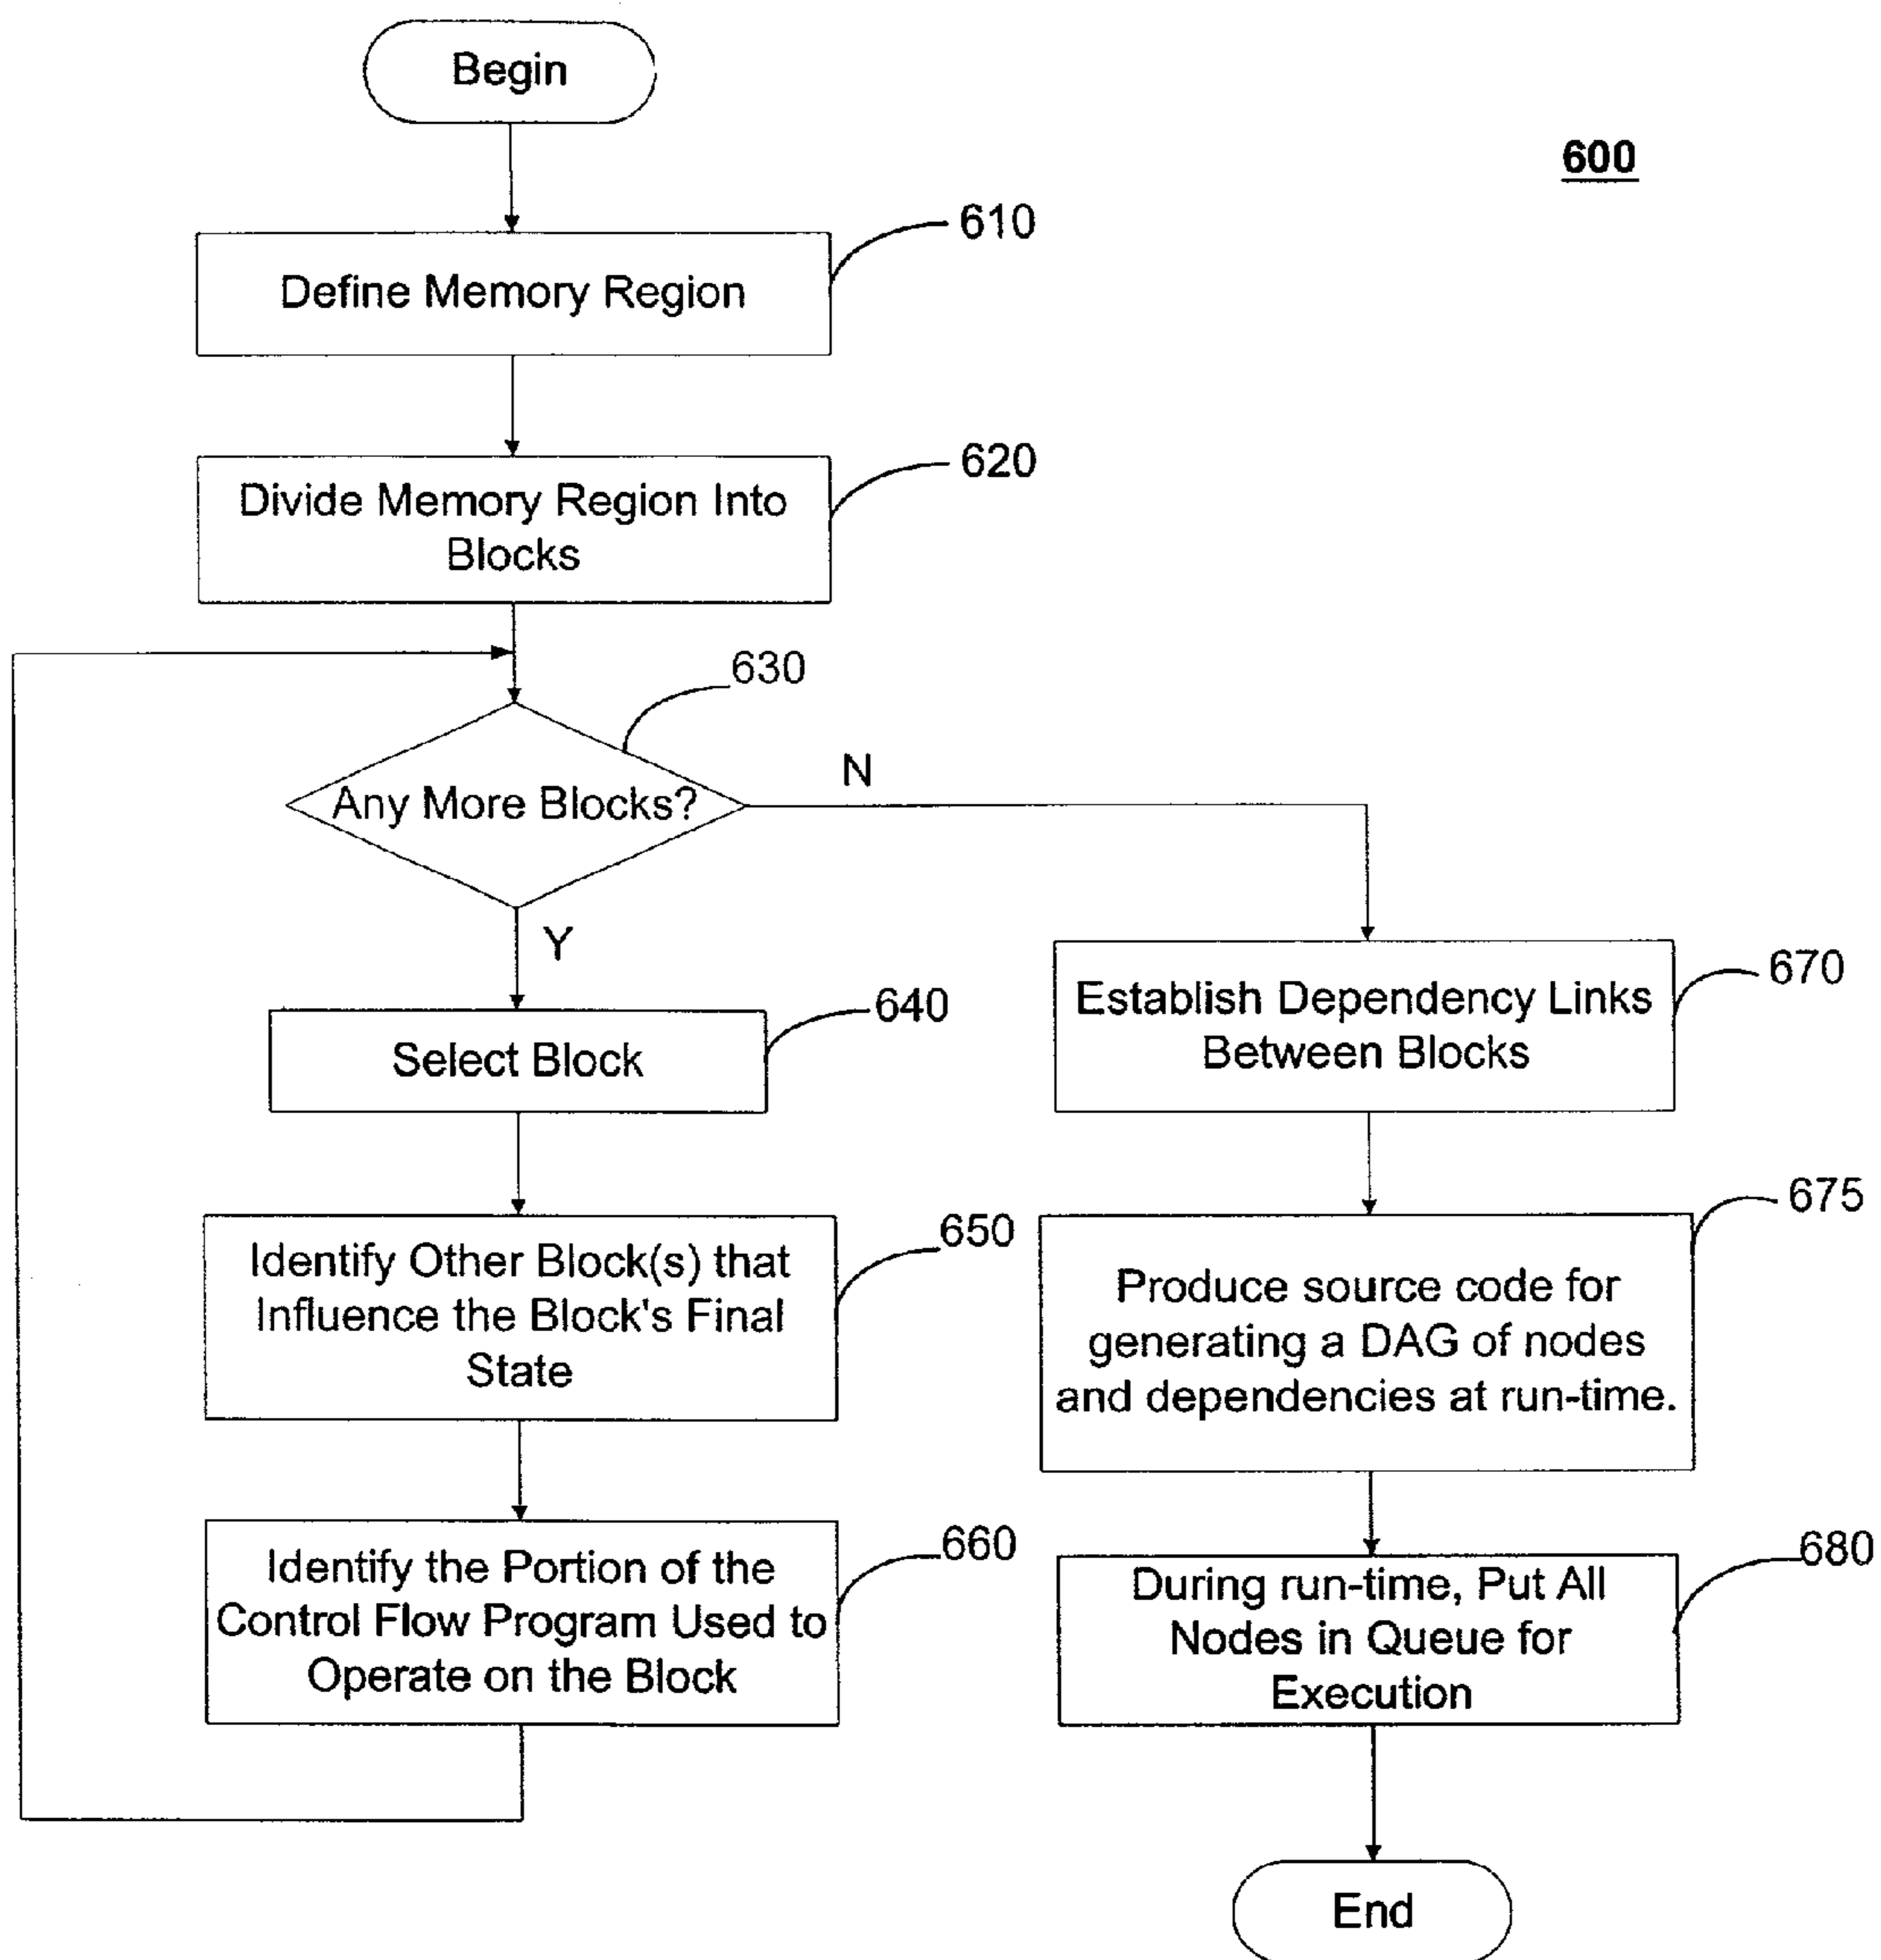 Begin
600
610
Define Memory Region
620
Divide Memory Region Into
Blocks
630
Any More Blocks?
N
Y
640
Select Block
650
Identify Other Block(s) that
Influence the Block's Final
State
660
Identify the Portion of the
Control Flow Program Used to
Operate on the Block
670
Establish Dependency Links
Between Blocks
675
Produce source code for
generating a DAG of nodes
and dependencies at run-time.
680
During run-time, Put All
Nodes in Queue for
Execution
End